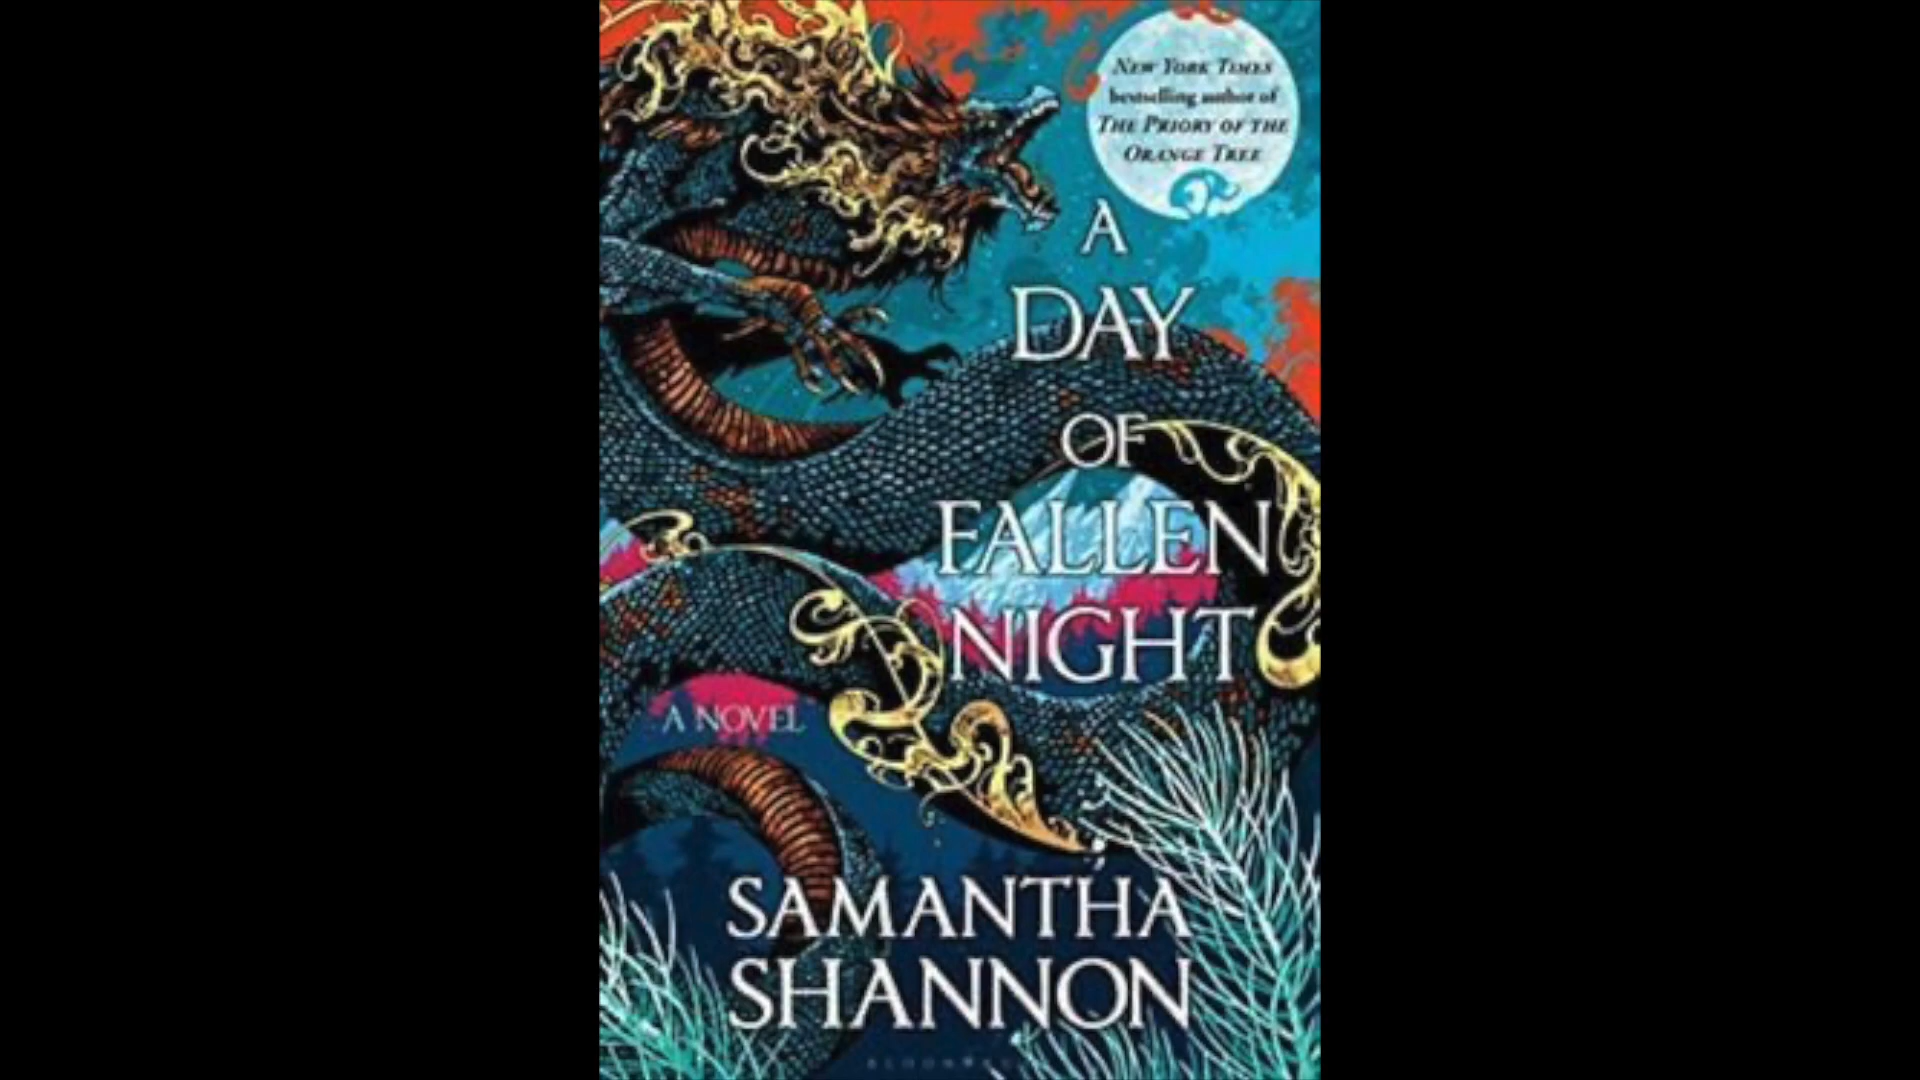 NEW YORK TIMES
bestselling author of
THE PRIORY OF THE
ORANGE TREE
A
DAY
OF
FALLEN
NIGHT
A NOVEL
SAMANTHA
SHANNON